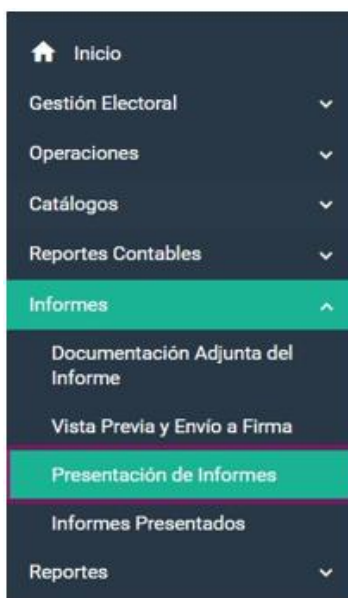 Inicio
Gestión Electoral
Operaciones
Catálogos
Reportes Contables
Informes
Documentación Adjunta del
Informe
Vista Previa y Envío a Firma
Presentación de Informes
Informes Presentados
Reportes